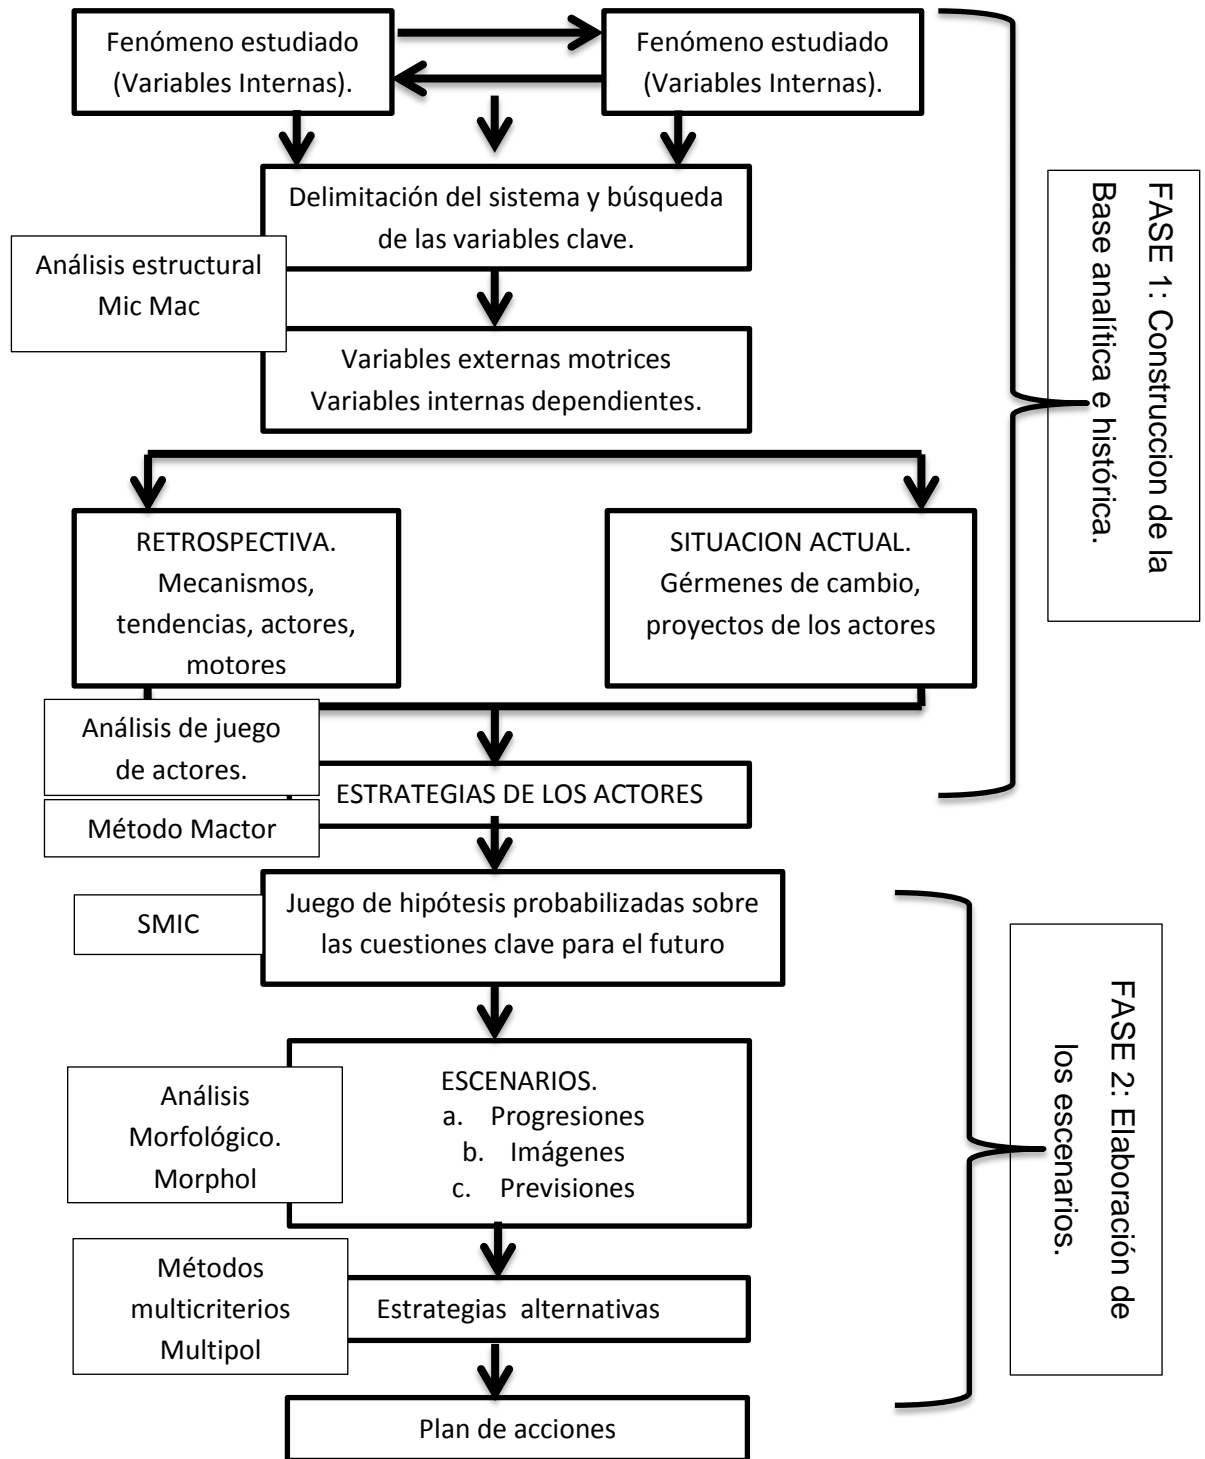 Fenómeno estudiado
(Variables Internas).
Fenómeno estudiado
(Variables Internas).
Delimitación del sistema y búsqueda
de las variables clave.
Análisis estructural
Mic Mac
Variables externas motrices
Variables internas dependientes.
FASE 1: Construccion de la
Base analítica e histórica.
RETROSPECTIVA.
Mecanismos,
tendencias, actores,
motores
SITUACION ACTUAL.
Gérmenes de cambio,
proyectos de los actores
Análisis de juego
de actores.
ESTRATEGIAS DE LOS ACTORES
Método Mactor
SMIC
Juego de hipótesis probabilizadas sobre
las cuestiones clave para el futuro
FASE 2: Elaboración de
los escenarios.
Análisis
Morfológico.
Morphol
ESCENARIOS.
a. Progresiones
b. Imágenes
c. Previsiones
Métodos
multicriterios
Multipol
Estrategias alternativas
Plan de acciones